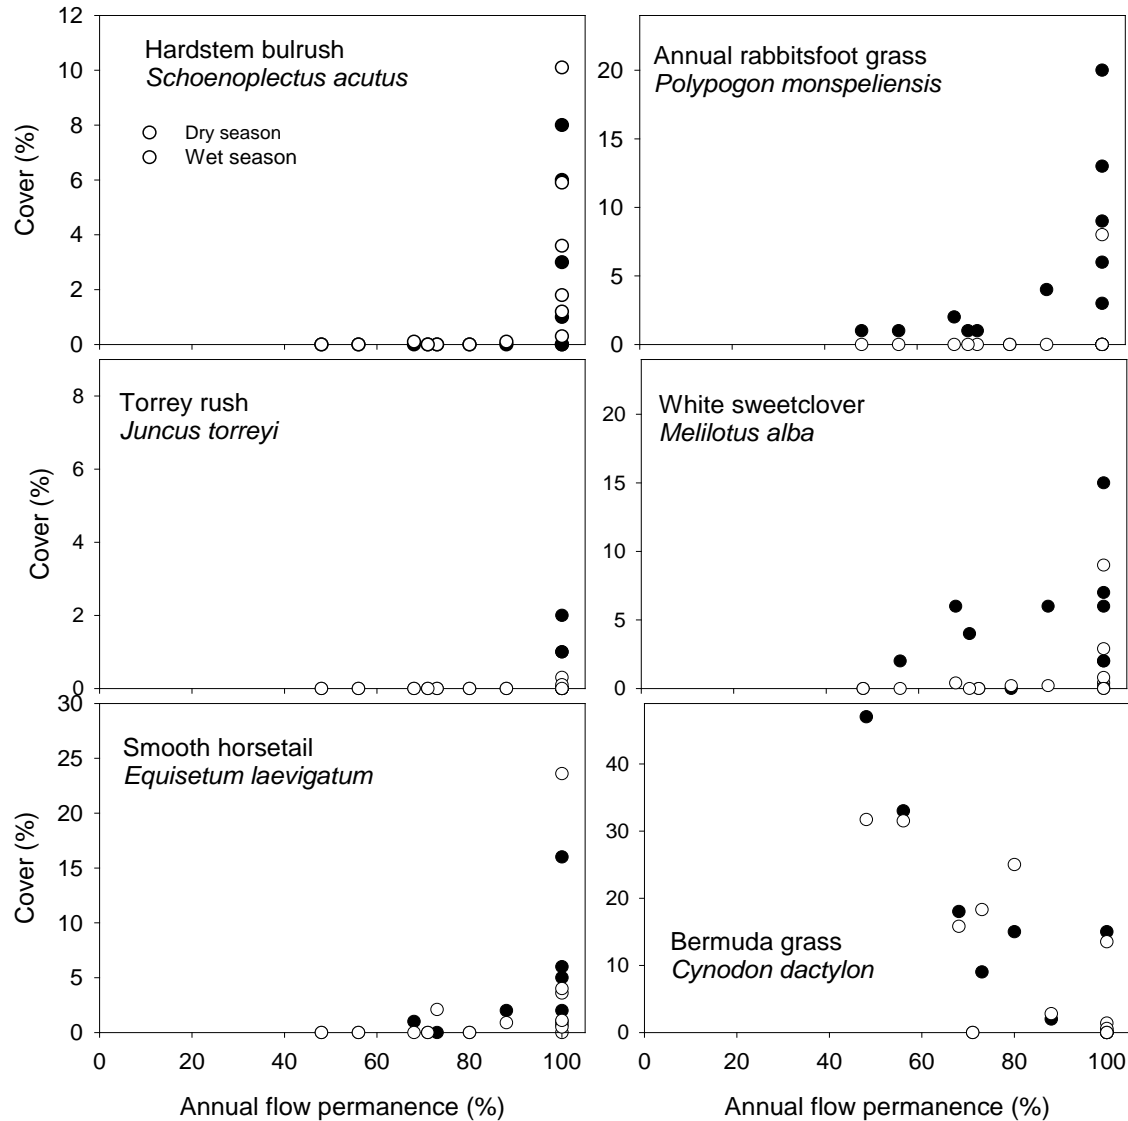 12
10
8
6
4
2
0
Cover (%)
Hardstem bulrush
Schoenoplectus acutus
Dry season
Wet season
20
15
10
5
0
Annual rabbitsfoot grass
Polypogon monspeliensis
8
6
4
2
0
Cover (%)
Torrey rush
Juncus torreyi
20
15
10
5
0
White sweetclover
Melilotus alba
30
25
20
15
10
5
0
Cover (%)
Smooth horsetail
Equisetum laevigatum
0 20 40 60 80 100
Annual flow permanence (%)
40
30
20
10
0
Bermuda grass
Cynodon dactylon
0 20 40 60 80 100
Annual flow permanence (%)